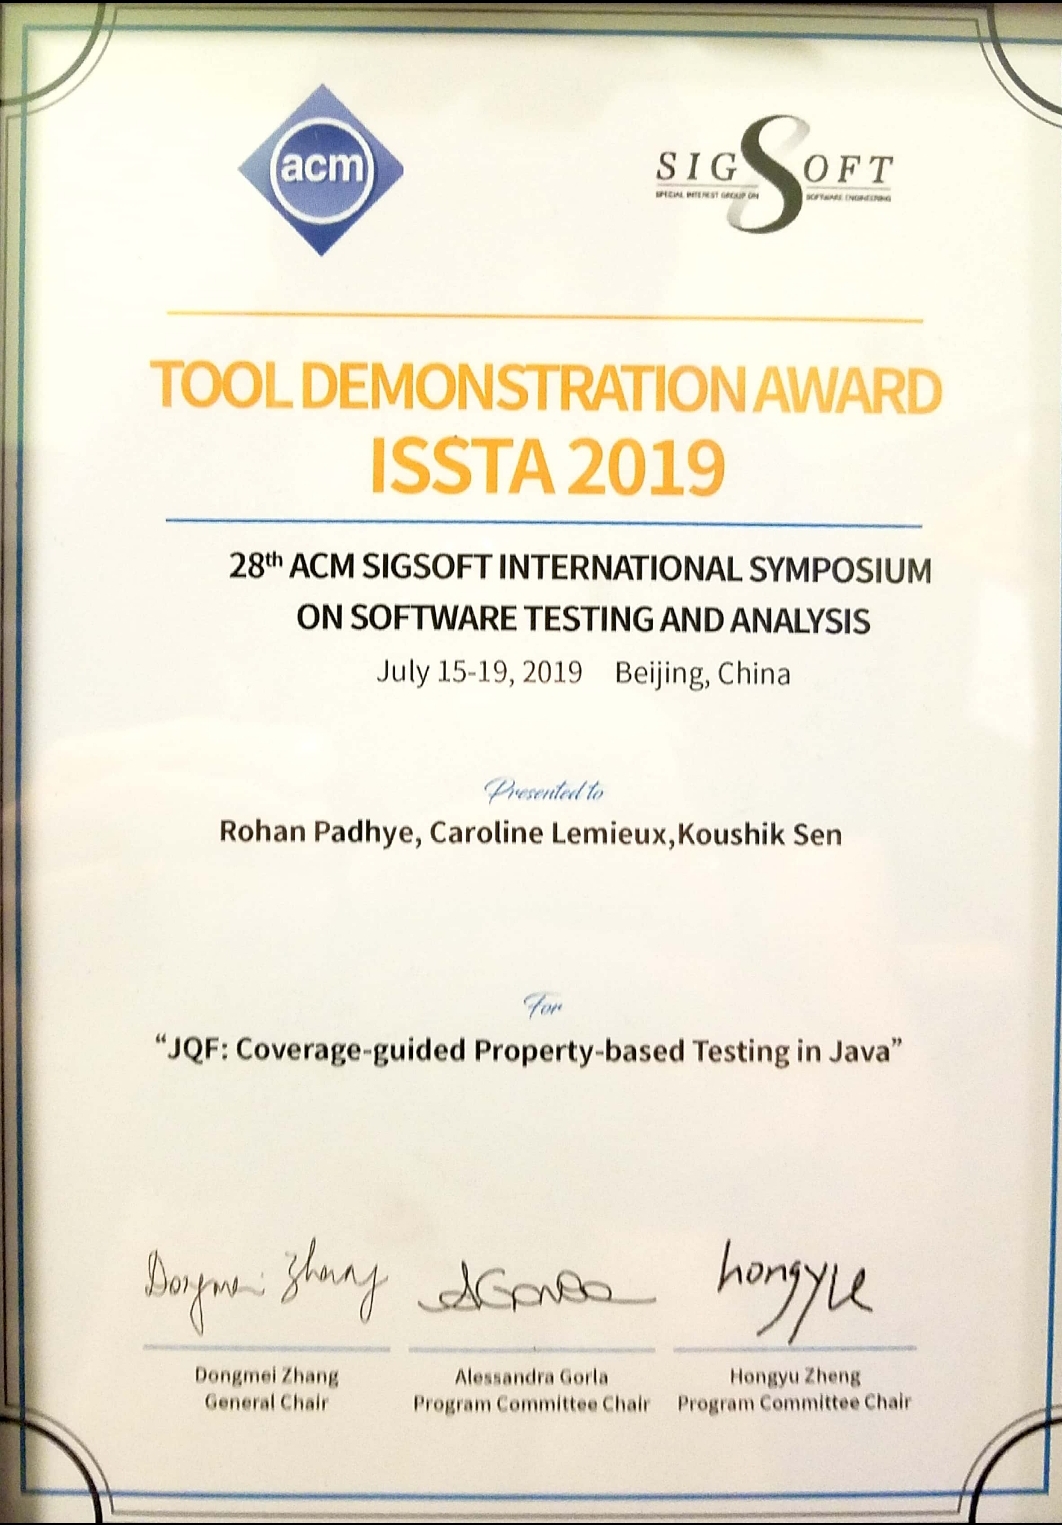 acm
SIGSOFT
SPECIAL INTEREST GROUP ON SOFTWARE ENGINEERING
TOOL DEMONSTRATION AWARD
ISSTA 2019
28th ACM SIGSOFT INTERNATIONAL SYMPOSIUM
ON SOFTWARE TESTING AND ANALYSIS
July 15-19, 2019 Beijing, China
Presented to
Rohan Padhye, Caroline Lemieux,Koushik Sen
For
“JQF: Coverage-guided Property-based Testing in Java”
Dongmei Zhang AGorla hongyu
Dongmei Zhang Alessandra Gorla Hongyu Zheng
General Chair Program Committee Chair Program Committee Chair